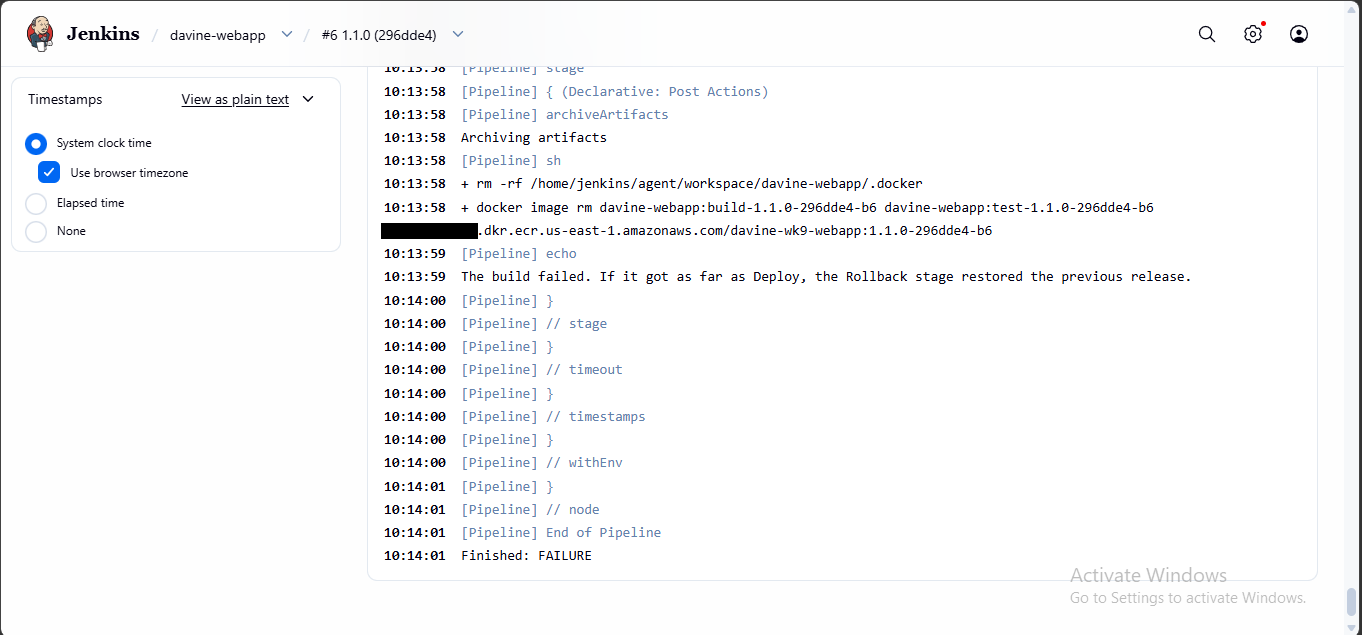 Jenkins / davine-webapp / #6 1.1.0 (296dde4)
Timestamps View as plain text
System clock time
Use browser timezone
Elapsed time
None
10:13:58 [Pipeline] stage
10:13:58 [Pipeline] { (Declarative: Post Actions)
10:13:58 [Pipeline] archiveArtifacts
10:13:58 Archiving artifacts
10:13:58 [Pipeline] sh
10:13:58 + rm -rf /home/jenkins/agent/workspace/davine-webapp/.docker
10:13:58 + docker image rm davine-webapp:build-1.1.0-296dde4-b6 davine-webapp:test-1.1.0-296dde4-b6
.dkr.ecr.us-east-1.amazonaws.com/davine-wk9-webapp:1.1.0-296dde4-b6
10:13:59 [Pipeline] echo
10:13:59 The build failed. If it got as far as Deploy, the Rollback stage restored the previous release.
10:14:00 [Pipeline] }
10:14:00 [Pipeline] // stage
10:14:00 [Pipeline] }
10:14:00 [Pipeline] // timeout
10:14:00 [Pipeline] }
10:14:00 [Pipeline] // timestamps
10:14:00 [Pipeline] }
10:14:00 [Pipeline] // withEnv
10:14:01 [Pipeline] }
10:14:01 [Pipeline] // node
10:14:01 [Pipeline] End of Pipeline
10:14:01 Finished: FAILURE
Activate Windows
Go to Settings to activate Windows.